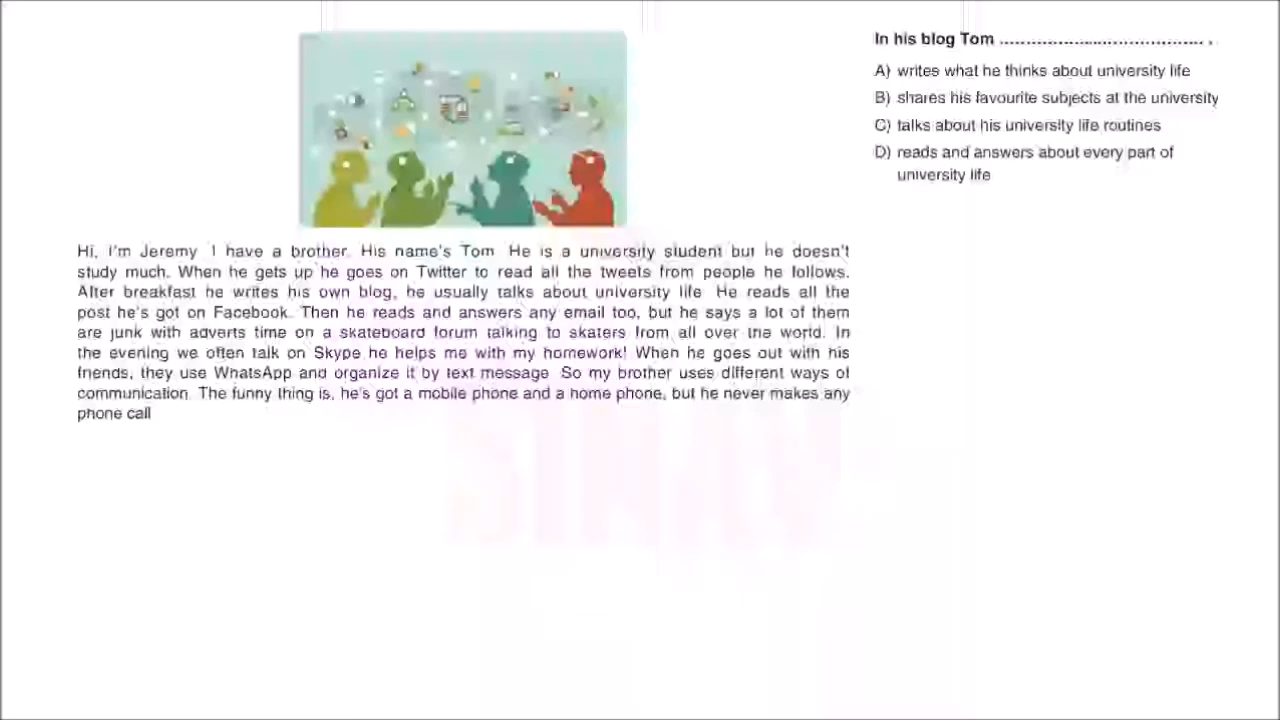 Hi, I'm Jeremy I have a brother. His name's Tom He is a university student but he doesn't
study much. When he gets up he goes on Twitter to read all the tweets from people he follows.
After breakfast he writes his own blog, he usually talks about university life He reads all the
post he's got on Facebook. Then he reads and answers any email too, but he says a lot of them
are junk with adverts time on a skateboard forum talking to skaters from all over the world. In
the evening we often talk on Skype he helps me with my homework! When he goes out with his
friends, they use WhatsApp and organize it by text message So my brother uses different ways of
communication The funny thing is, he's got a mobile phone and a home phone, but he never makes any
phone call
In his blog Tom ...................................... .
A) writes what he thinks about university life
B) shares his favourite subjects at the university
C) talks about his university life routines
D) reads and answers about every part of
university life